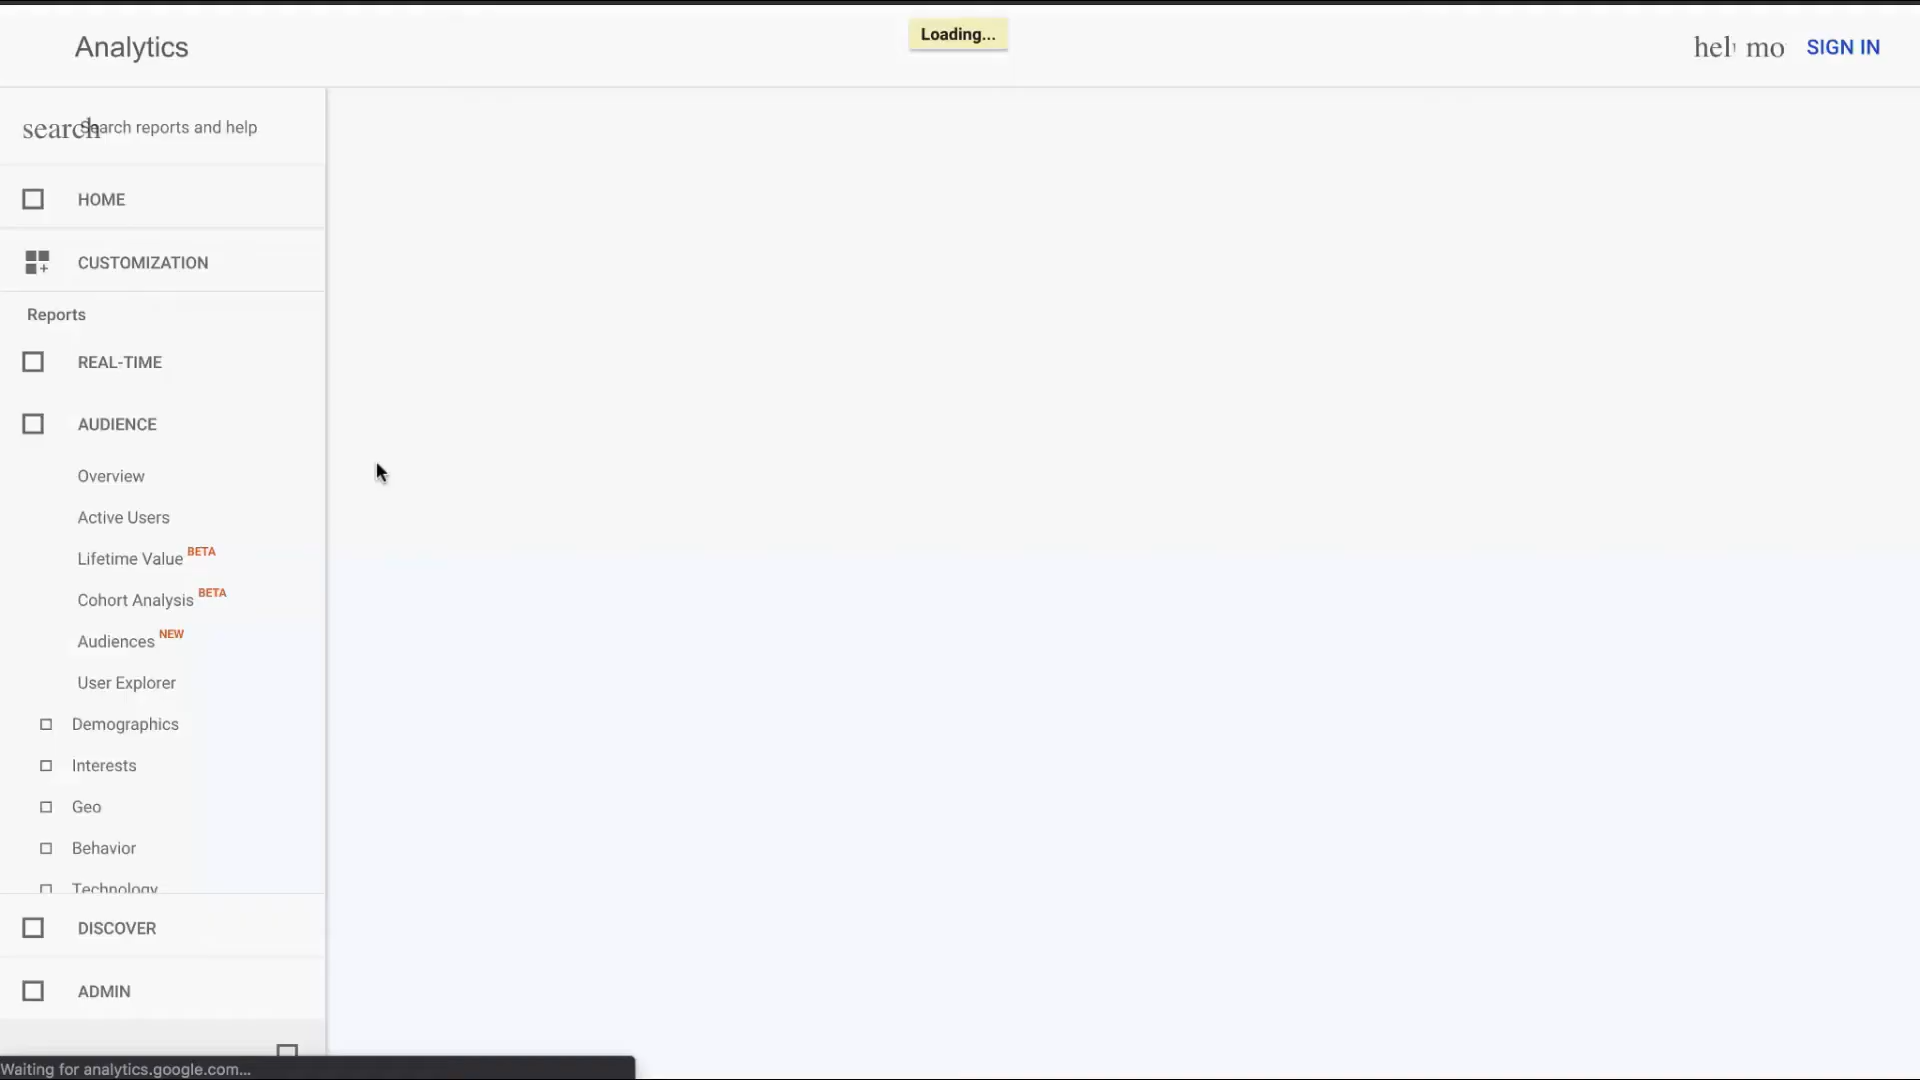 Analytics
Loading...
mo
SIGN IN
search
Search reports and help
HOME
CUSTOMIZATION
Reports
REAL-TIME
AUDIENCE
Overview
Active Users
Lifetime Value BETA
Cohort Analysis BETA
Audiences NEW
User Explorer
Demographics
Interests
Geo
Behavior
Technology
DISCOVER
ADMIN
Waiting for analytics.google.com...